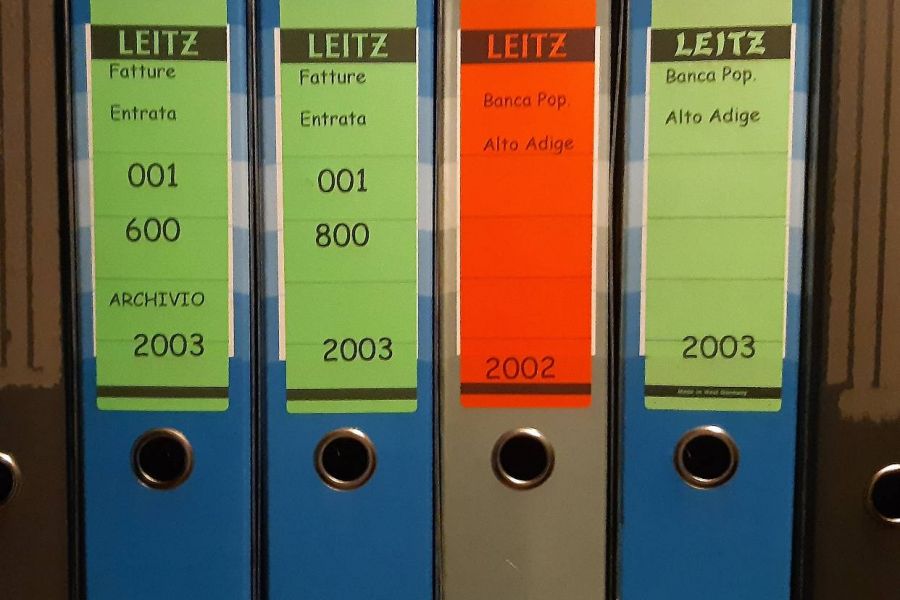 LEITZ
Fatture
Entrata
001
600
ARCHIVIO
2003
LEITZ
Fatture
Entrata
001
800
2003
LEITZ
Banca Pop.
Alto Adige
2002
LEITZ
Banca Pop.
Alto Adige
2003
Made in West Germany